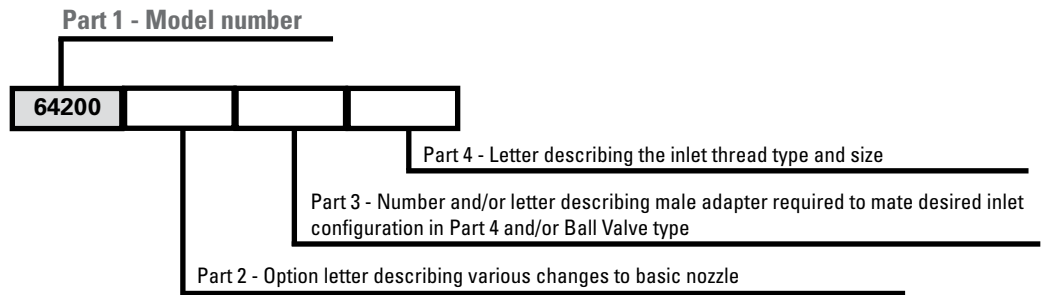 Part 1 - Model number
64200
Part 4 - Letter describing the inlet thread type and size
Part 3 - Number and/or letter describing male adapter required to mate desired inlet
configuration in Part 4 and/or Ball Valve type
Part 2 - Option letter describing various changes to basic nozzle